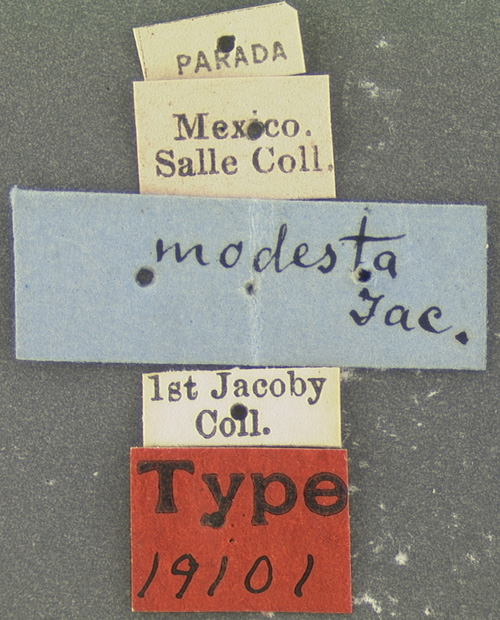 PARADA
Mexico.
Salle Coll.
modesta
Jac.
1st Jacoby
Coll.
Type
19101